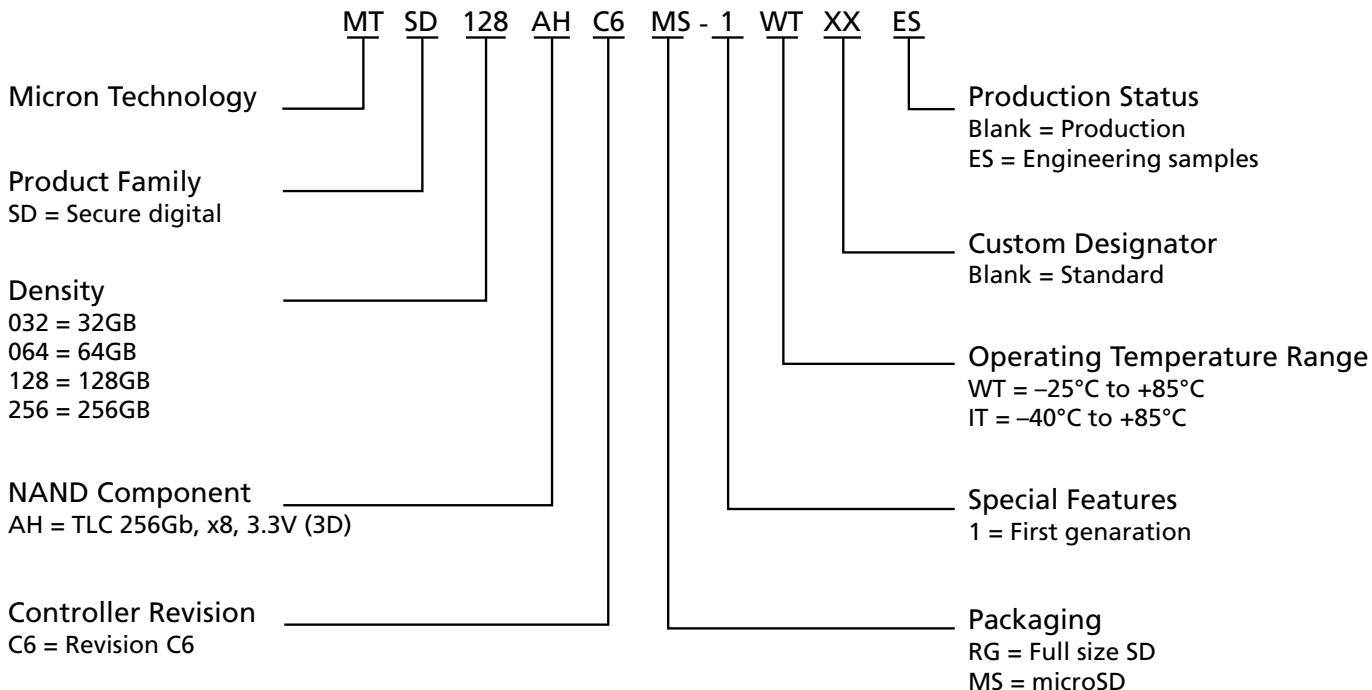 MT SD 128 AH C6 MS - 1 WT XX ES
Micron Technology
Product Family
SD = Secure digital
Density
032 = 32GB
064 = 64GB
128 = 128GB
256 = 256GB
NAND Component
AH = TLC 256Gb, x8, 3.3V (3D)
Controller Revision
C6 = Revision C6
Production Status
Blank = Production
ES = Engineering samples
Custom Designator
Blank = Standard
Operating Temperature Range
WT = –25°C to +85°C
IT = –40°C to +85°C
Special Features
1 = First genaration
Packaging
RG = Full size SD
MS = microSD